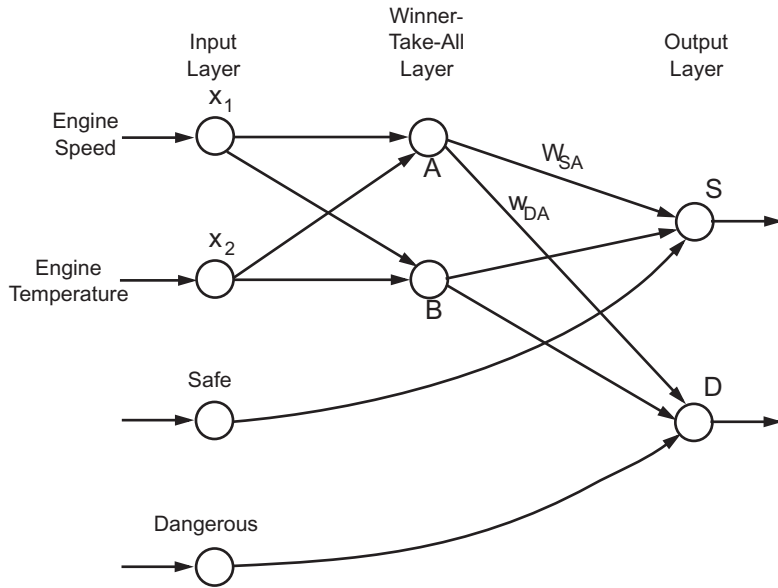 Winner-
Take-All
Layer
Input
Layer
Output
Layer
x1
Engine
Speed
A
WSA
S
wDA
x2
Engine
Temperature
B
Safe
D
Dangerous